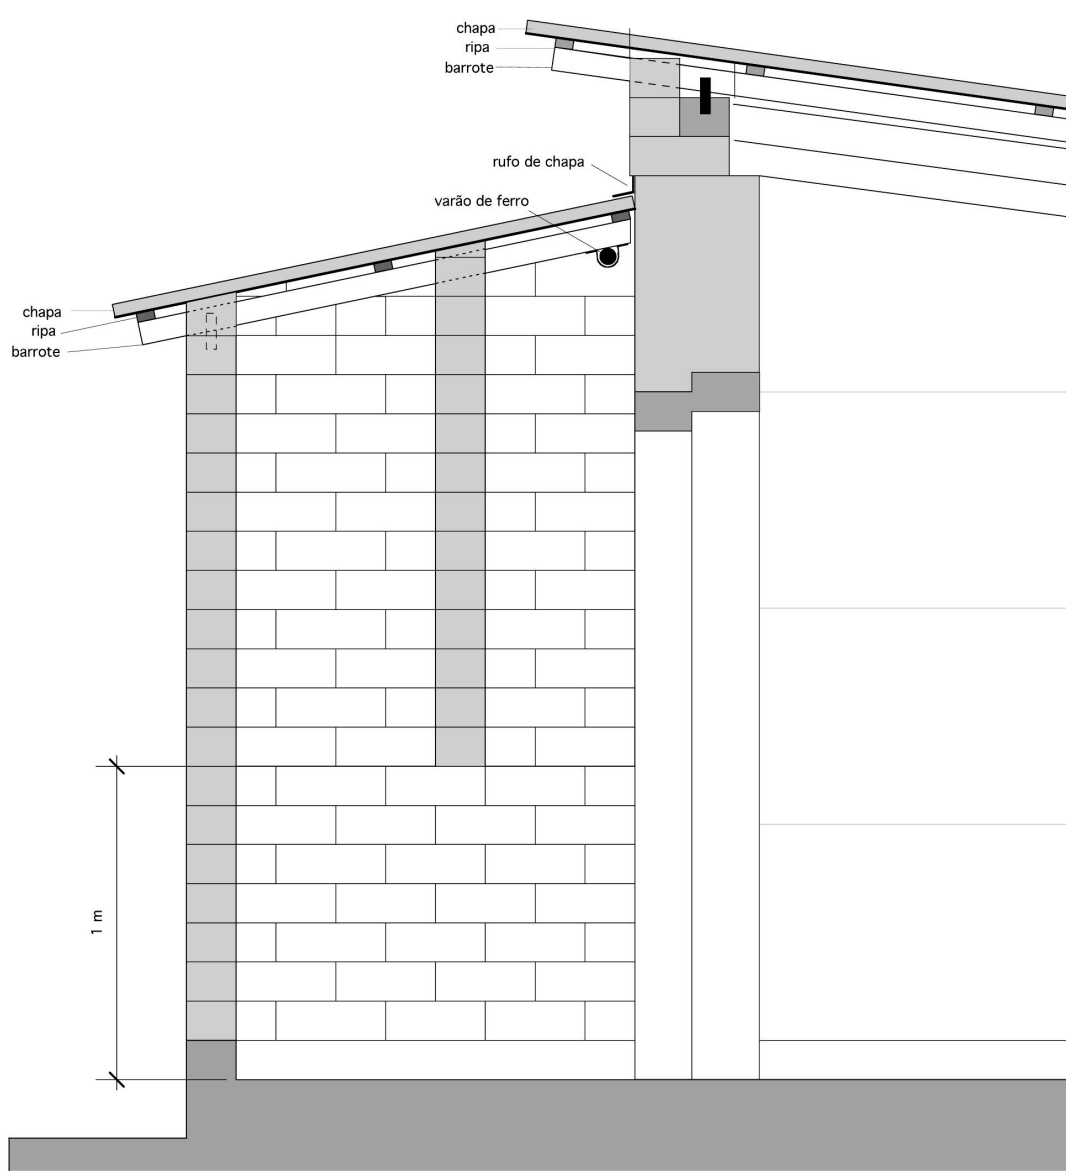 chapa
ripa
barrote
rufo de chapa
varão de ferro
chapa
ripa
barrote
1 m